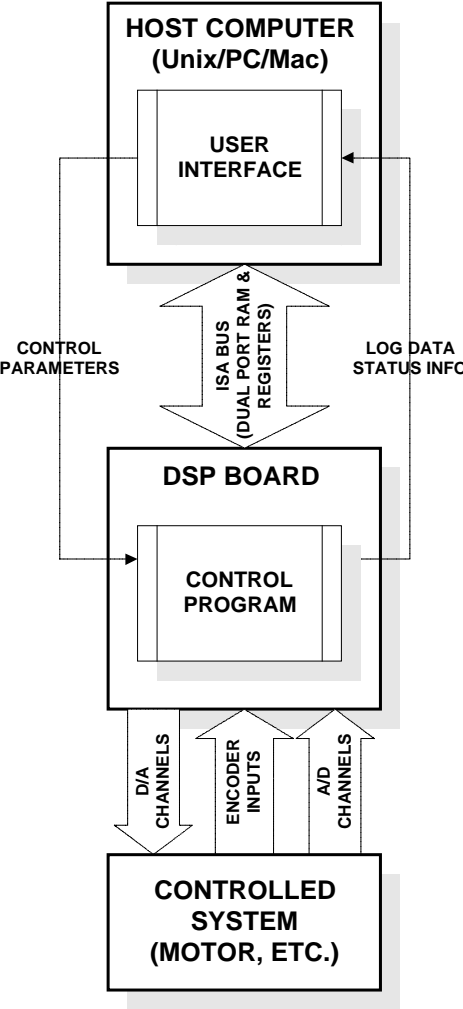 HOST COMPUTER
(Unix/PC/Mac)
USER
INTERFACE
ISA BUS
(DUAL PORT RAM &
REGISTERS)
CONTROL
PARAMETERS
LOG DATA
STATUS INFO
DSP BOARD
CONTROL
PROGRAM
D/A
CHANNELS
ENCODER
INPUTS
A/D
CHANNELS
CONTROLLED
SYSTEM
(MOTOR, ETC.)